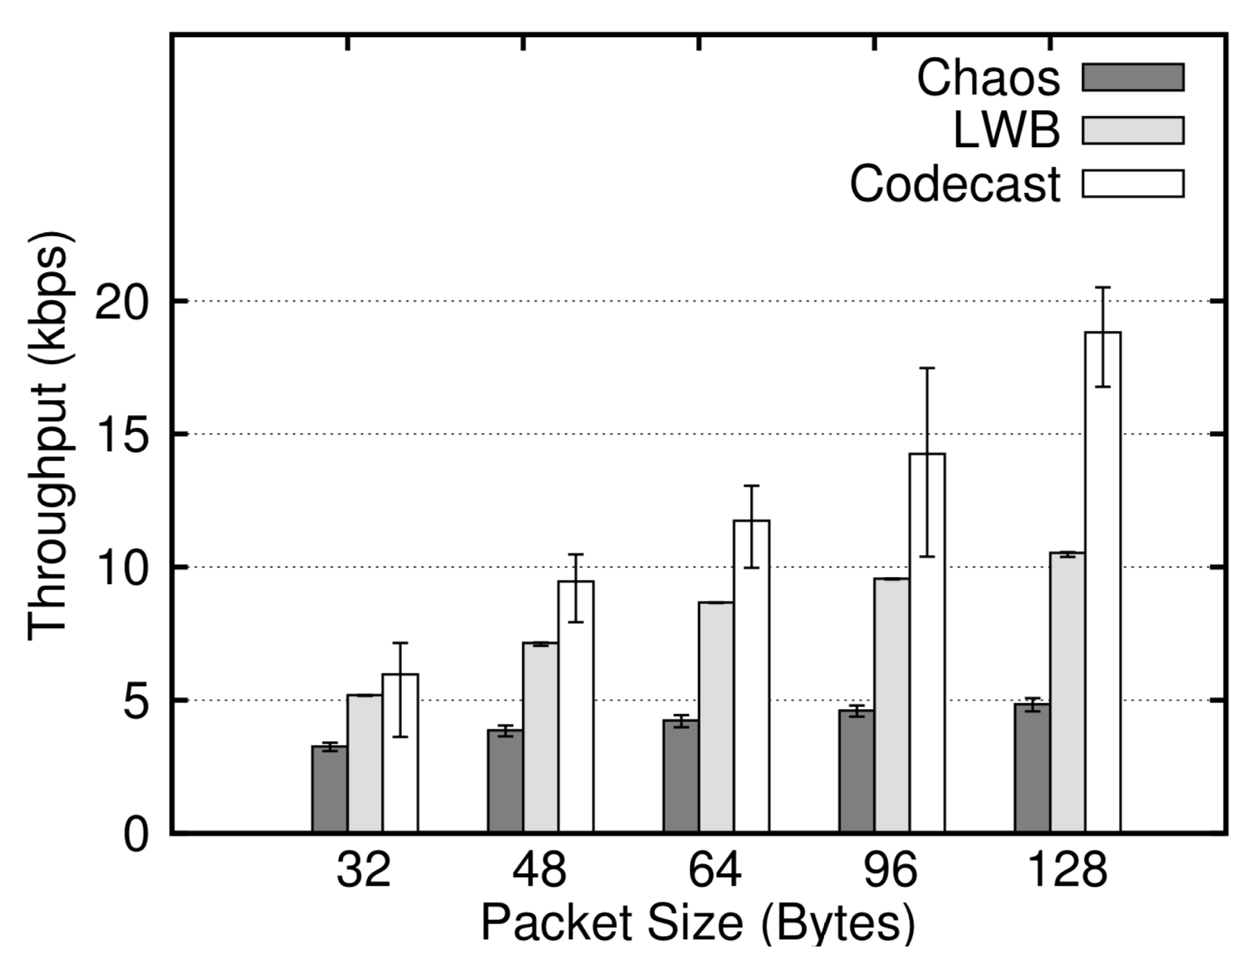 Chaos
LWB
Codecast
Throughput (kbps)
20
15
10
5
0
32 48 64 96 128
Packet Size (Bytes)